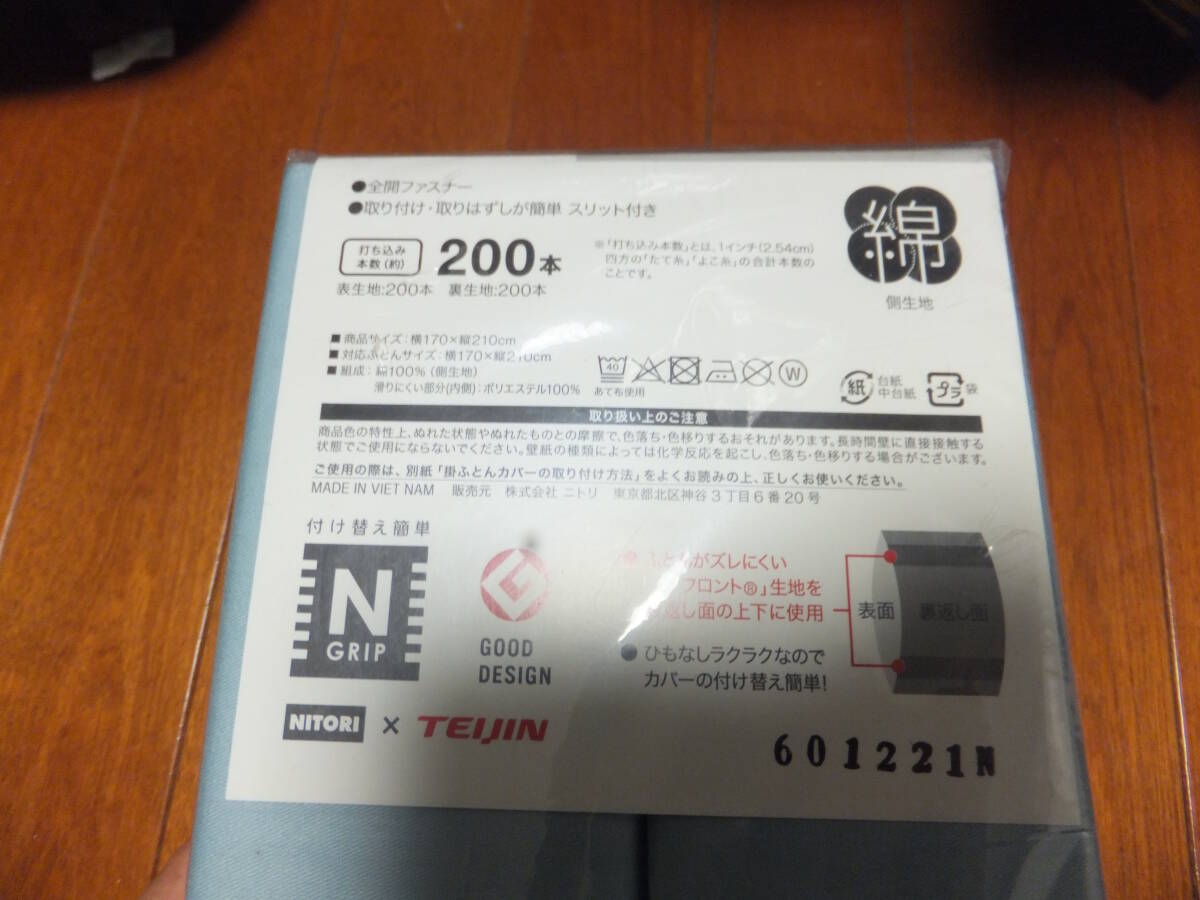 ●全開ファスナー
●取り付け・取りはずしが簡単 スリット付き
打ち込み
本数(約)
200本
表生地:200本 裏生地:200本
※「打ち込み本数」とは、1インチ(2.54cm)
四方の「たて糸」「よこ糸」の合計本数の
ことです。
綿
側生地
■商品サイズ:横170×縦210cm
■対応ふとんサイズ:横170×縦210cm
■組成:綿100%(側生地)
滑りにくい部分(内側):ポリエステル100%
40
W
あて布使用
紙
台紙
中台紙
プラ
袋
取り扱い上のご注意
商品色の特性上、ぬれた状態やぬれたものとの摩擦で、色落ち・色移りするおそれがあります。長時間壁に直接接触する
状態でご使用にならないでください。壁紙の種類によっては化学反応を起こし、色落ち・色移りする場合がございます。
ご使用の際は、別紙「掛ふとんカバーの取り付け方法」をよくお読みの上、正しくお使いください。
MADE IN VIET NAM 販売元 株式会社 ニトリ 東京都北区神谷3丁目6番20号
付け替え簡単
N
GRIP
GOOD
DESIGN
●ふとんがズレにくい
フロント®」生地を
返し面の上下に使用
●ひもなしラクラクなので
カバーの付け替え簡単!
表面
裏返し面
NITORI × TEIJIN
601221N